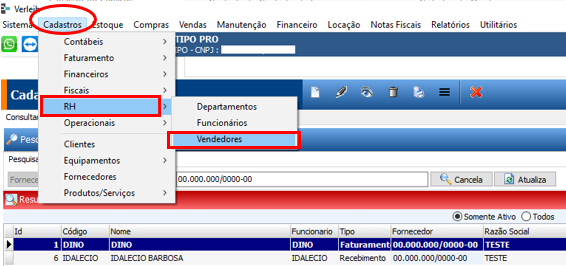 Verlei
Sistema Cadastros Estoque Compras Vendas Manutenção Financeiro Locação Notas Fiscais Relatórios Utilitários
TIPO PRO
TIPO - CNPJ :
Contábeis
Faturamento
Financeiros
Fiscais
RH
Operacionais
Clientes
Equipamentos
Fornecedores
Produtos/Serviços
Departamentos
Funcionários
Vendedores
Cada
Consulta
Pesq
Pesquisa
Fornece 00.000.000/0000-00 Cancela Atualiza
Resu
Somente Ativo Todos
Id Código Nome Funcionario Tipo Fornecedor Razão Social
1 DINO DINO DINO Faturament 00.000.000/0000-00 TESTE
6 IDALECIO IDALECIO BARBOSA IDALECIO Recebimento 00.000.000/0000-00 TESTE